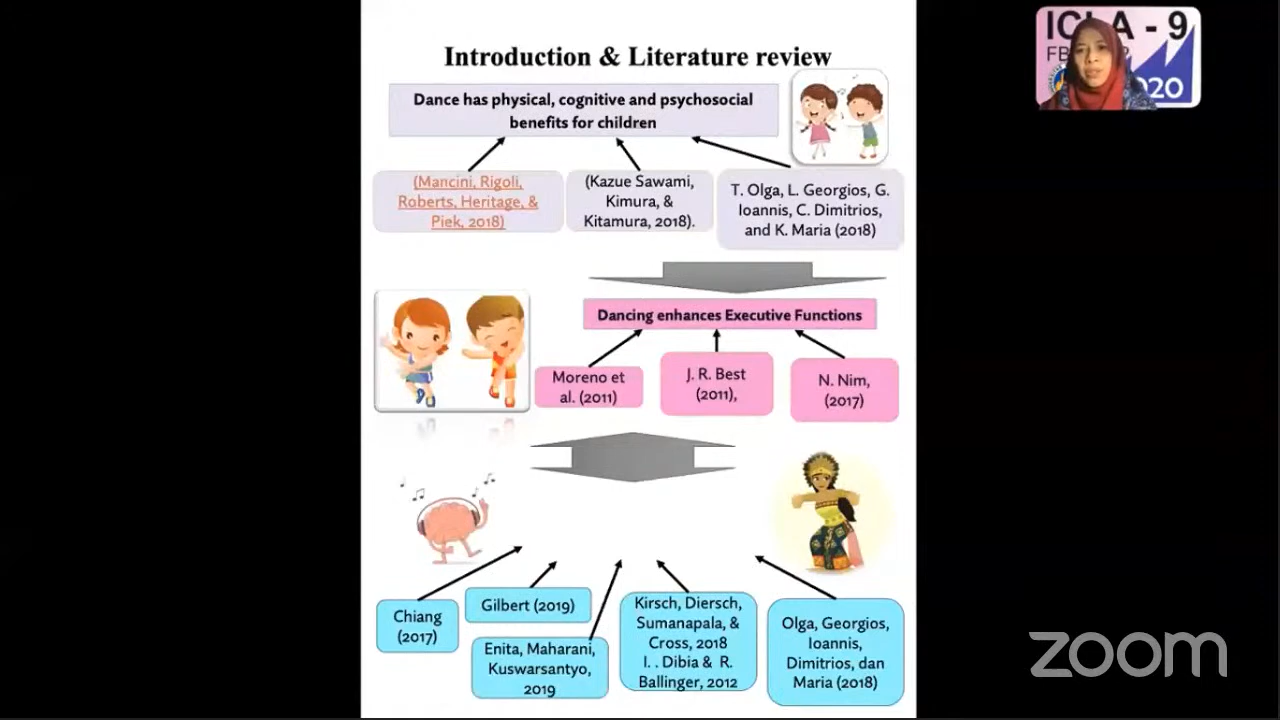 Introduction & Literature review
Dance has physical, cognitive and psychosocial
benefits for children
(Mancini, Rigoli,
Roberts, Heritage, &
Piek, 2018)
(Kazue Sawami,
Kimura, &
Kitamura, 2018).
T. Olga, L. Georgios, G.
Ioannis, C. Dimitrios,
and K. Maria (2018)
Dancing enhances Executive Functions
Moreno et
al. (2011)
J. R. Best
(2011),
N. Nim,
(2017)
Chiang
(2017)
Gilbert (2019)
Enita, Maharani,
Kuswarsantyo,
2019
Kirsch, Diersch,
Sumanapala, &
Cross, 2018
I. . Dibia & R.
Ballinger, 2012
Olga, Georgios,
Ioannis,
Dimitrios, dan
Maria (2018)
- 9
zoom